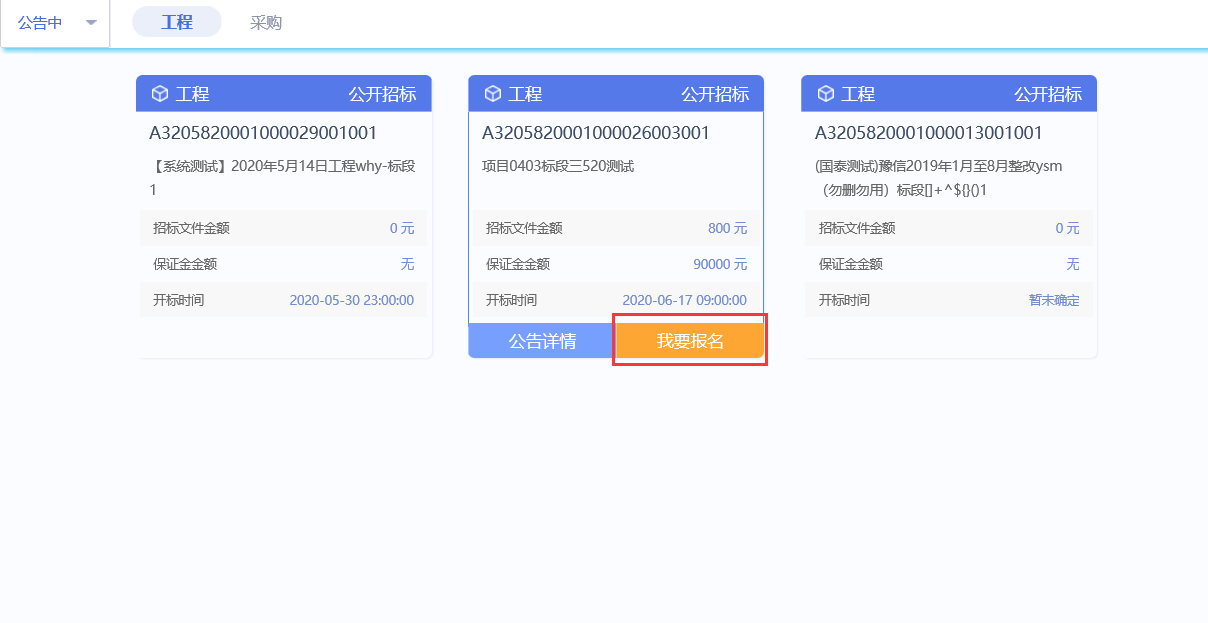 公告中
工程
采购
工程 公开招标
A3205820001000029001001
【系统测试】2020年5月14日工程why-标段
1
招标文件金额 0 元
保证金金额 无
开标时间 2020-05-30 23:00:00
工程 公开招标
A3205820001000026003001
项目0403标段三520测试
招标文件金额 800 元
保证金金额 90000 元
开标时间 2020-06-17 09:00:00
公告详情 我要报名
工程 公开招标
A3205820001000013001001
(国泰测试)豫信2019年1月至8月整改ysm
（勿删勿用）标段[]+^${}()1
招标文件金额 0 元
保证金金额 无
开标时间 暂未确定